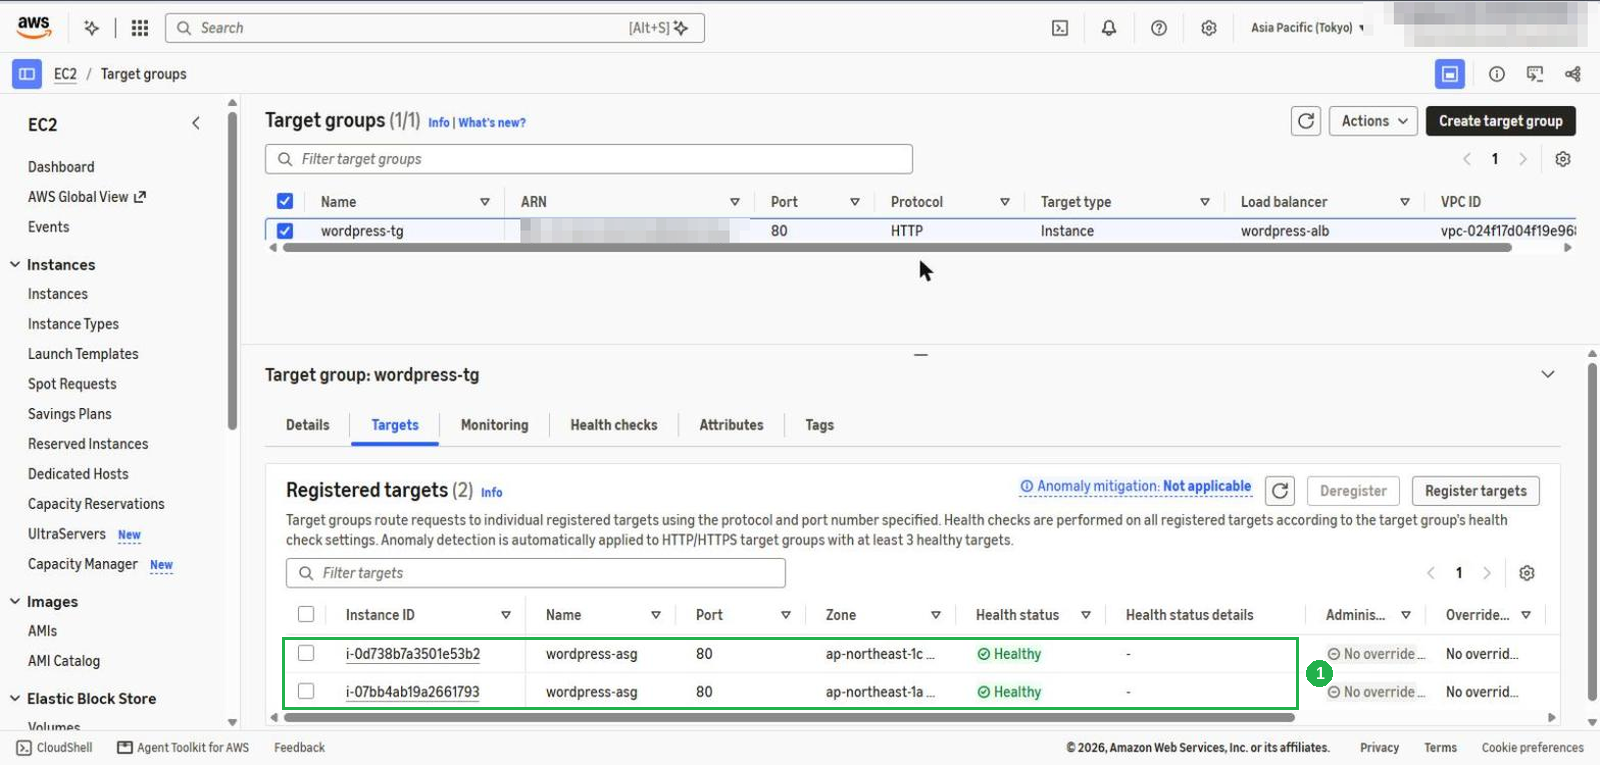 aws
Search [Alt+S]
Asia Pacific (Tokyo)
EC2 / Target groups
EC2
Dashboard
AWS Global View
Events
Instances
Instances
Instance Types
Launch Templates
Spot Requests
Savings Plans
Reserved Instances
Dedicated Hosts
Capacity Reservations
UltraServers New
Capacity Manager New
Images
AMIs
AMI Catalog
Elastic Block Store
Volumes
Target groups (1/1) Info | What's new?
Actions
Create target group
Filter target groups
1
Name ARN Port Protocol Target type Load balancer VPC ID
wordpress-tg 80 HTTP Instance wordpress-alb vpc-024f17d04f19e968
Target group: wordpress-tg
Details Targets Monitoring Health checks Attributes Tags
Registered targets (2) Info
Anomaly mitigation: Not applicable
Deregister
Register targets
Target groups route requests to individual registered targets using the protocol and port number specified. Health checks are performed on all registered targets according to the target group's health
check settings. Anomaly detection is automatically applied to HTTP/HTTPS target groups with at least 3 healthy targets.
Filter targets
1
Instance ID Name Port Zone Health status Health status details Adminis... Override...
i-0d738b7a3501e53b2 wordpress-asg 80 ap-northeast-1c ... Healthy - No override ... No overrid...
i-07bb4ab19a2661793 wordpress-asg 80 ap-northeast-1a ... Healthy - No override ... No overrid...
1
CloudShell Agent Toolkit for AWS Feedback
© 2026, Amazon Web Services, Inc. or its affiliates. Privacy Terms Cookie preferences